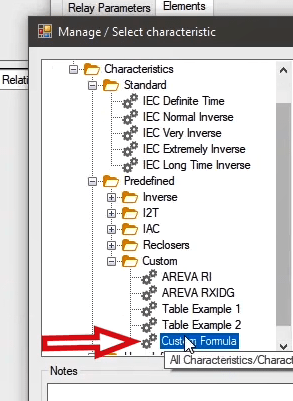 Relay Parameters
Elements
Manage / Select characteristic
Relati
Characteristics
Standard
IEC Definite Time
IEC Normal Inverse
IEC Very Inverse
IEC Extremely Inverse
IEC Long Time Inverse
Predefined
Inverse
I2T
IAC
Reclosers
Custom
AREVA RI
AREVA RXIDG
Table Example 1
Table Example 2
Custom Formula
All Characteristics/Charact
Notes